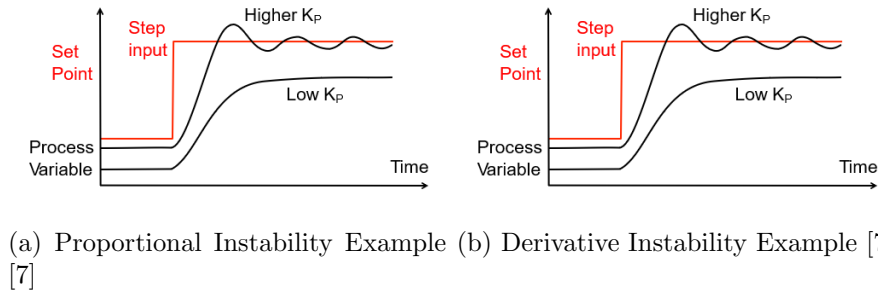 Higher KP
Step
input
Set
Point
Low KP
Process
Variable
Time
Higher KP
Step
input
Set
Point
Low KP
Process
Variable
Time
(a) Proportional Instability Example (b) Derivative Instability Example [7
[7]